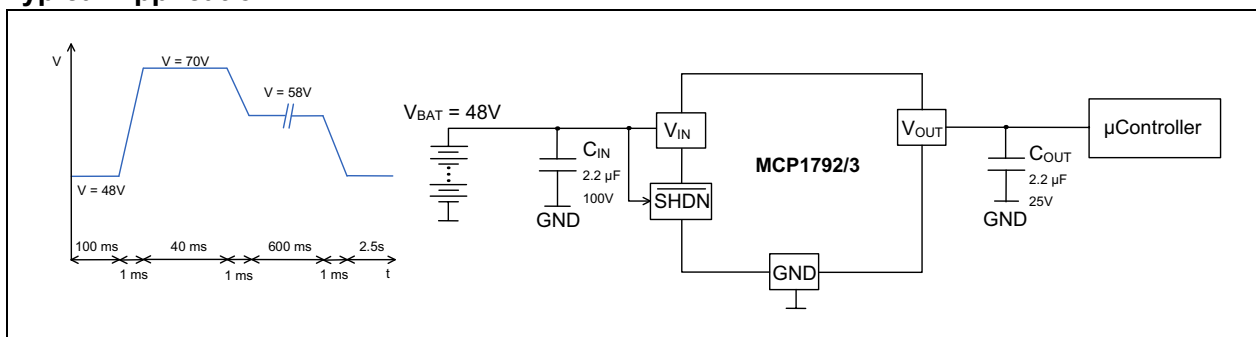 V
V = 70V
V = 58V
V = 48V
100 ms
40 ms
600 ms
2.5s
1 ms
1 ms
1 ms
t
VBAT = 48V
CIN
2.2 µF
100V
GND
VIN
SHDN
MCP1792/3
GND
VOUT
COUT
2.2 µF
25V
GND
µController